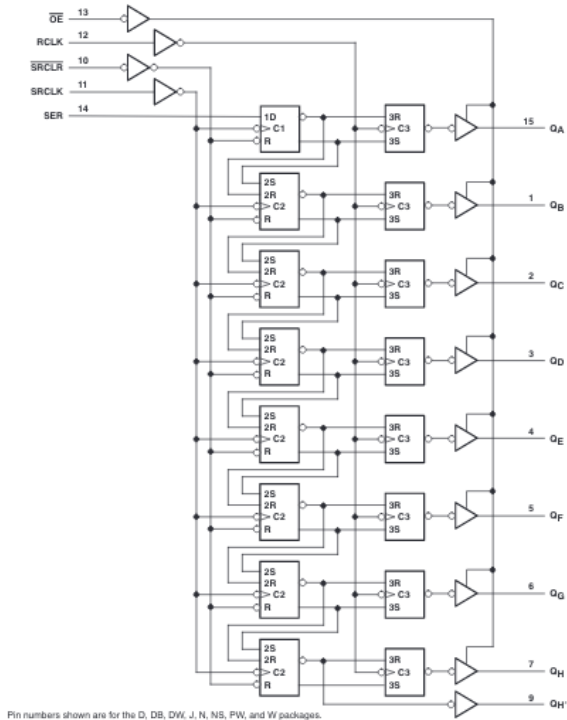 OE 13
RCLK 12
SRCLR 10
SRCLK 11
SER 14
1D 3R
C1 C3 15 QA
R 3S
2S
2R 3R
C2 C3 1 QB
R 3S
2S
2R 3R
C2 C3 2 QC
R 3S
2S
2R 3R
C2 C3 3 QD
R 3S
2S
2R 3R
C2 C3 4 QE
R 3S
2S
2R 3R
C2 C3 5 QF
R 3S
2S
2R 3R
C2 C3 6 QG
R 3S
2S
2R 3R
C2 C3 7 QH
R 3S
9 QH'
Pin numbers shown are for the D, DB, DW, J, N, NS, PW, and W packages.